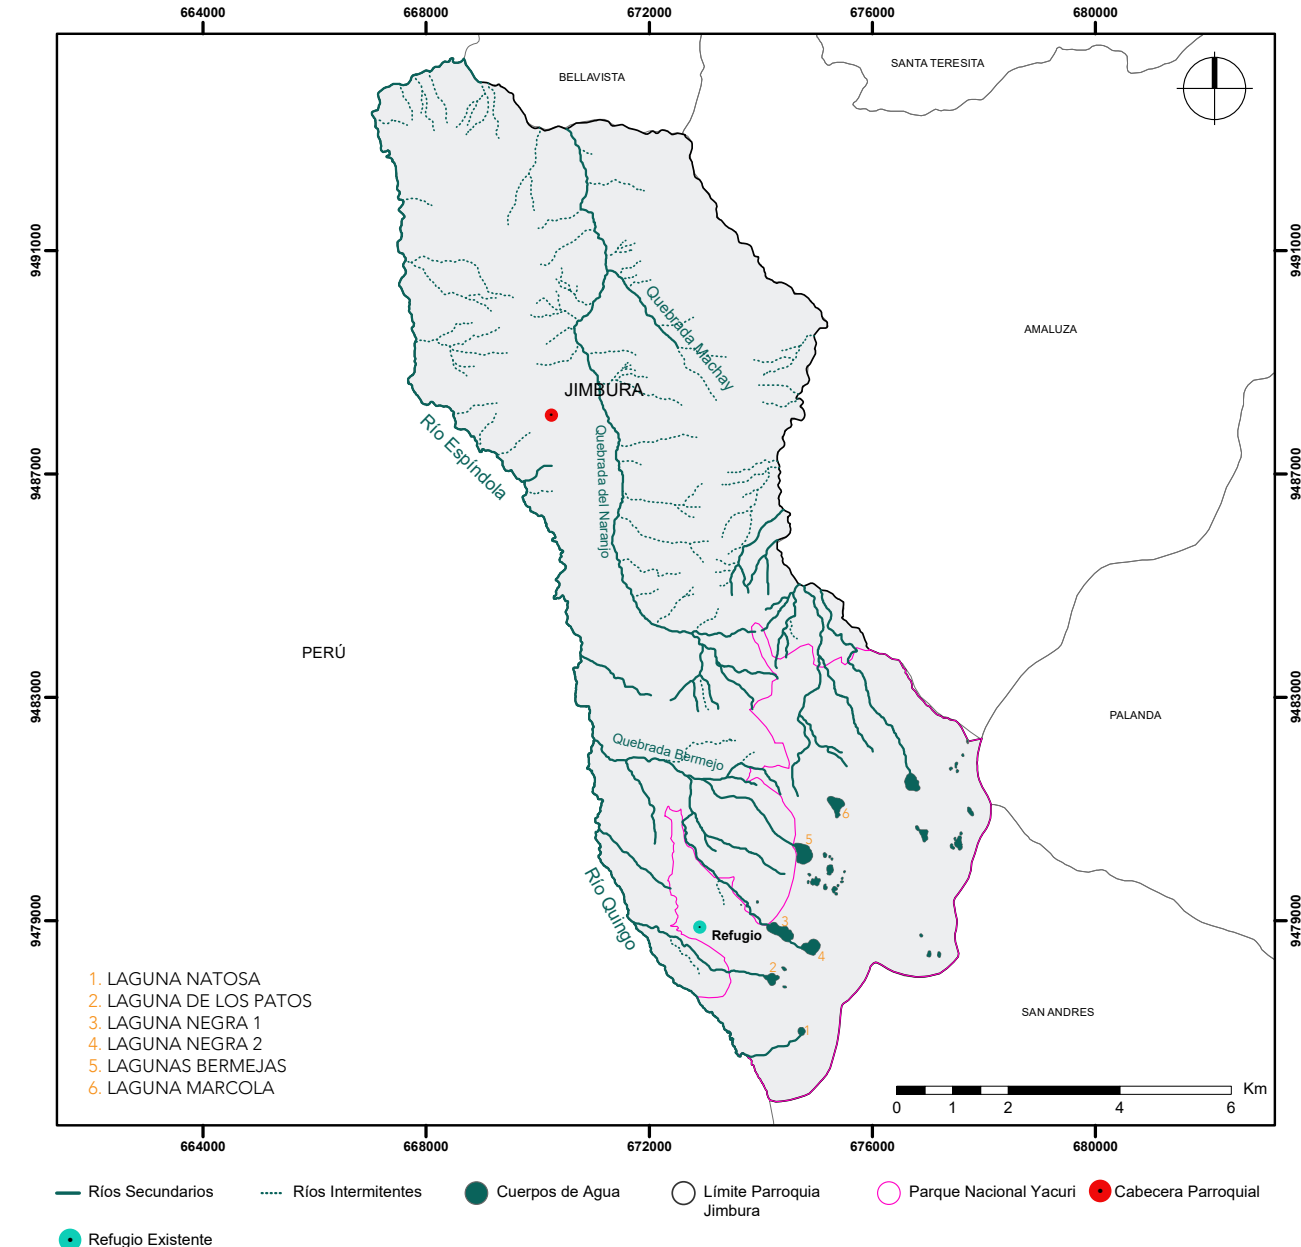 664000 668000 672000 676000 680000
BELLAVISTA
SANTA TERESITA
9491000
9491000
Quebrada Machay
AMALUZA
JIMBURA
Río Espíndola
Quebrada del Naranjo
9487000
9487000
PERÚ
9483000
9483000
PALANDA
Quebrada Bermejo
6
5
Río Quingo
9479000
9479000
3
Refugio
4
2
1
1. LAGUNA NATOSA
2. LAGUNA DE LOS PATOS
3. LAGUNA NEGRA 1
4. LAGUNA NEGRA 2
5. LAGUNAS BERMEJAS
6. LAGUNA MARCOLA
SAN ANDRES
Km
0 1 2 4 6
664000 668000 672000 676000 680000
Ríos Secundarios
Ríos Intermitentes
Cuerpos de Agua
Límite Parroquia
Jimbura
Parque Nacional Yacuri
Cabecera Parroquial
Refugio Existente